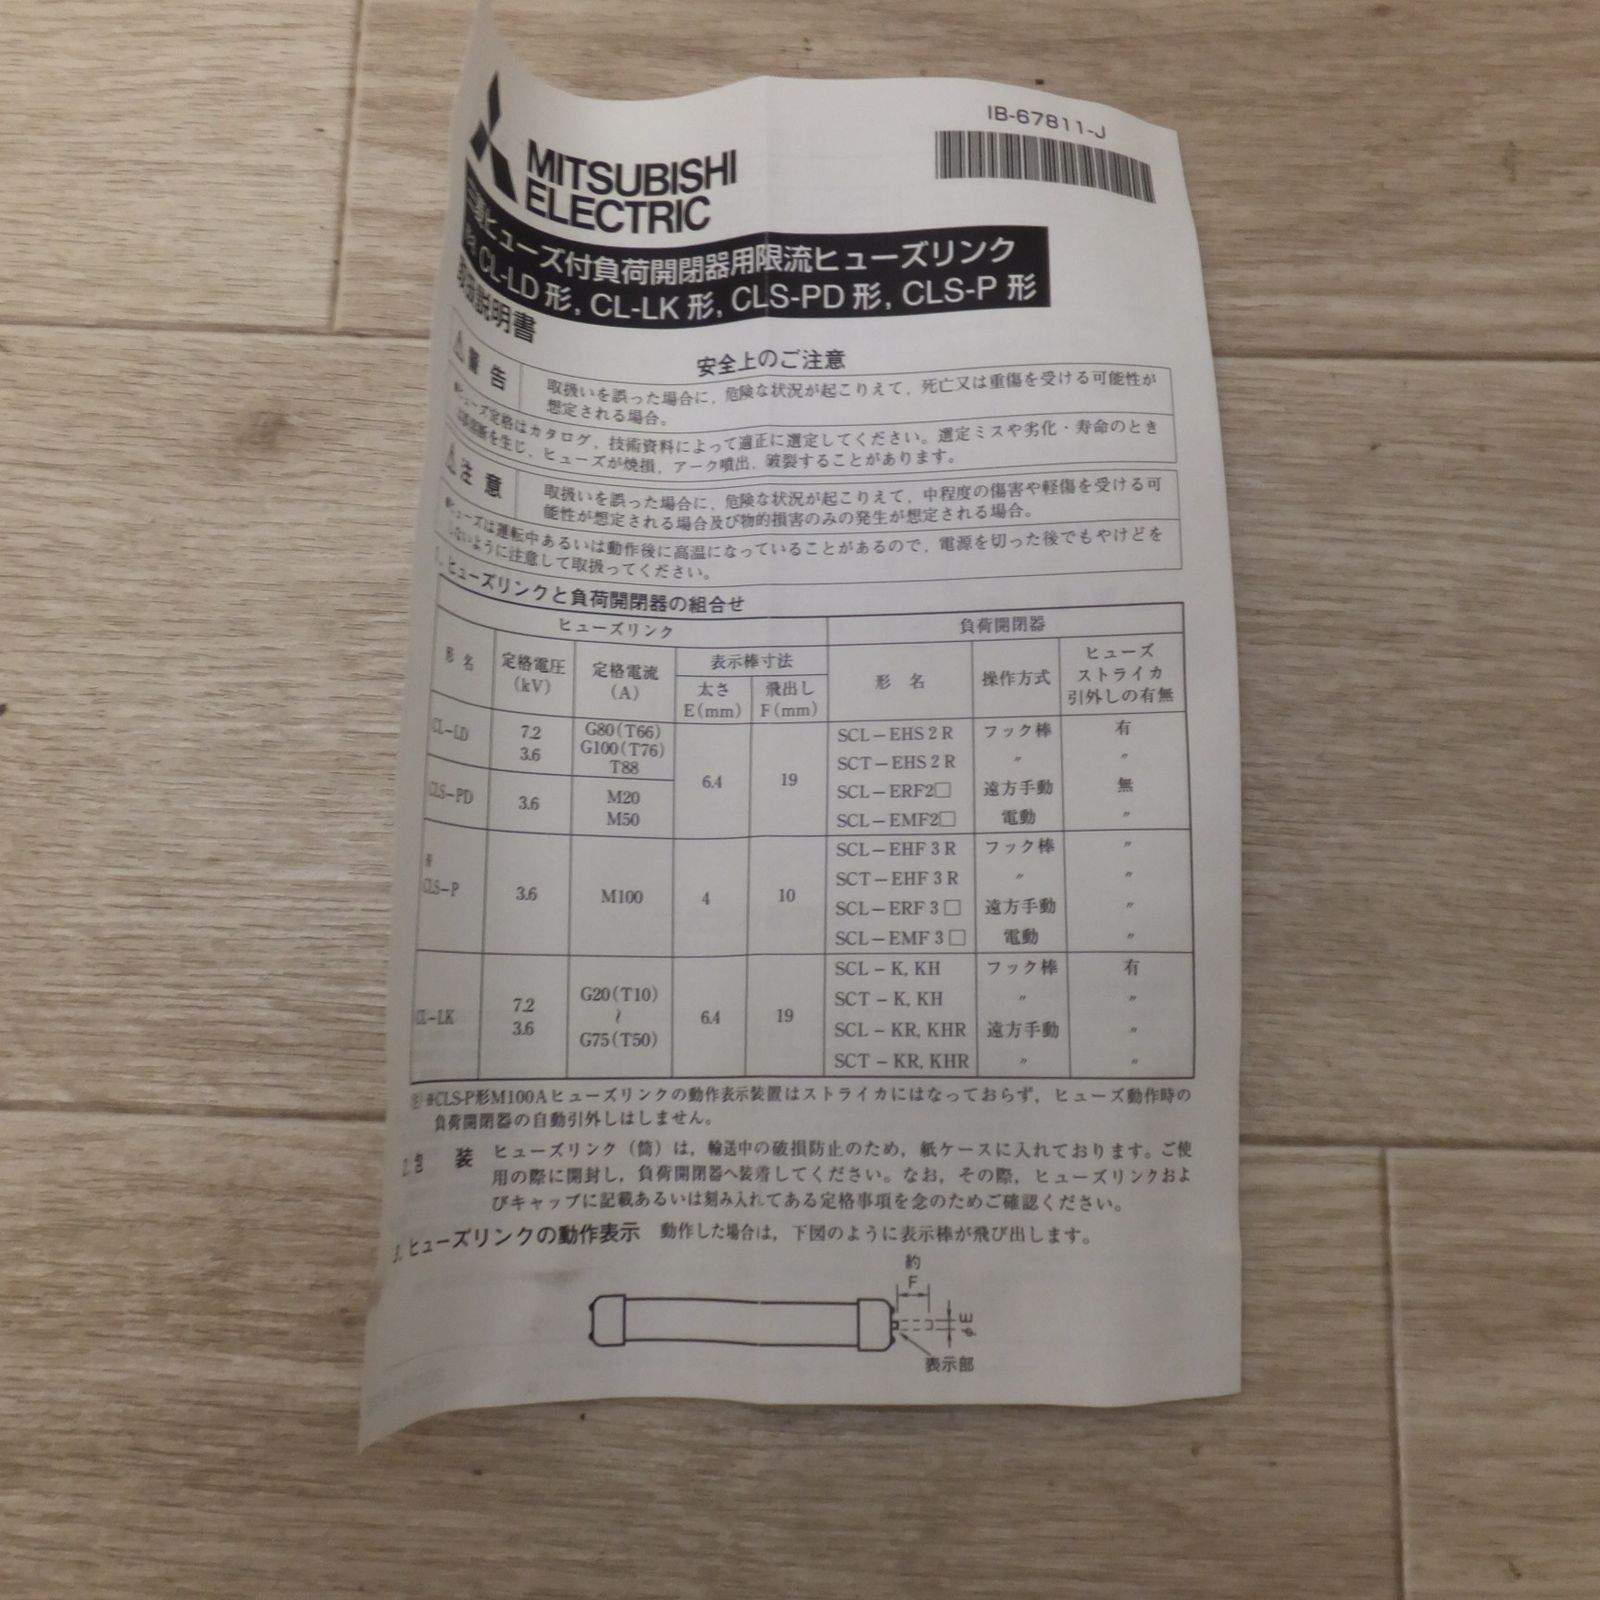 IB-67811-J
MITSUBISHI
ELECTRIC
三菱ヒューズ付負荷開閉器用限流ヒューズリンク
形名 CL-LD 形, CL-LK 形, CLS-PD 形, CLS-P 形
取扱説明書
安全上のご注意
⚠警告 取扱いを誤った場合に，危険な状況が起こりえて，死亡又は重傷を受ける可能性が
想定される場合。
●ヒューズ定格はカタログ，技術資料によって適正に選定してください。選定ミスや劣化・寿命のとき
断を生じ，ヒューズが焼損，アーク噴出，破裂することがあります。
⚠注意 取扱いを誤った場合に，危険な状況が起こりえて，中程度の傷害や軽傷を受ける可
能性が想定される場合及び物的損害のみの発生が想定される場合。
●ヒューズは運転中あるいは動作後に高温になっていることがあるので，電源を切った後でもやけどを
しないように注意して取扱ってください。
1. ヒューズリンクと負荷開閉器の組合せ
ヒューズリンク 負荷開閉器
形名 定格電圧(kV) 定格電流(A) 表示棒寸法 太さE(mm) 飛出しF(mm) 形名 操作方式 ヒューズストライカ引外しの有無
CL-LD 7.2 3.6 G80(T66) G100(T76) T88 6.4 19 SCL-EHS2R フック棒 有
SCT-EHS2R 〃 〃
CLS-PD 3.6 M20 M50 SCL-ERF2□ 遠方手動 無
SCL-EMF2□ 電動 〃
※CLS-P 3.6 M100 4 10 SCL-EHF3R フック棒 〃
SCT-EHF3R 〃 〃
SCL-ERF3□ 遠方手動 〃
SCL-EMF3□ 電動 〃
CL-LK 7.2 3.6 G20(T10) 〜 G75(T50) 6.4 19 SCL-K, KH フック棒 有
SCT-K, KH 〃 〃
SCL-KR, KHR 遠方手動 〃
SCT-KR, KHR 〃 〃
注 ※CLS-P形M100Aヒューズリンクの動作表示装置はストライカにはなっておらず，ヒューズ動作時の
負荷開閉器の自動引外しはしません。
2. 包装 ヒューズリンク（筒）は，輸送中の破損防止のため，紙ケースに入れております。ご使
用の際に開封し，負荷開閉器へ装着してください。なお，その際，ヒューズリンクおよ
びキャップに記載あるいは刻み入れてある定格事項を念のためご確認ください。
3. ヒューズリンクの動作表示 動作した場合は，下図のように表示棒が飛び出します。
約
F
φE
表示部